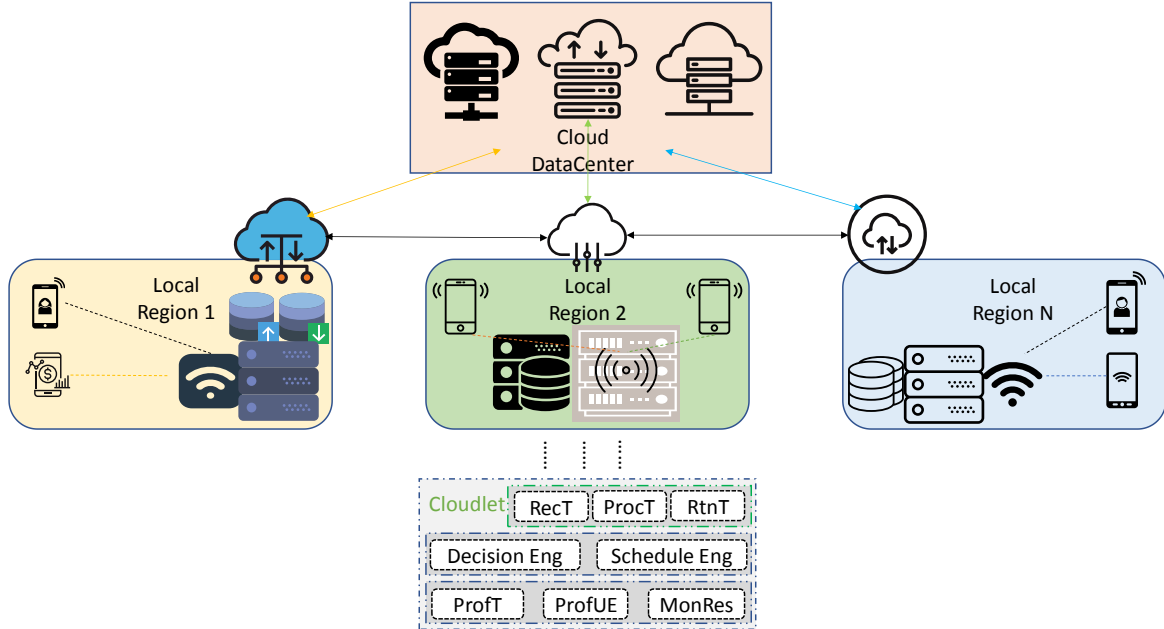 Cloud
DataCenter
Local
Region 1
Local
Region 2
Local
Region N
$
Cloudlet
RecT
ProcT
RtnT
Decision Eng
Schedule Eng
ProfT
ProfUE
MonRes